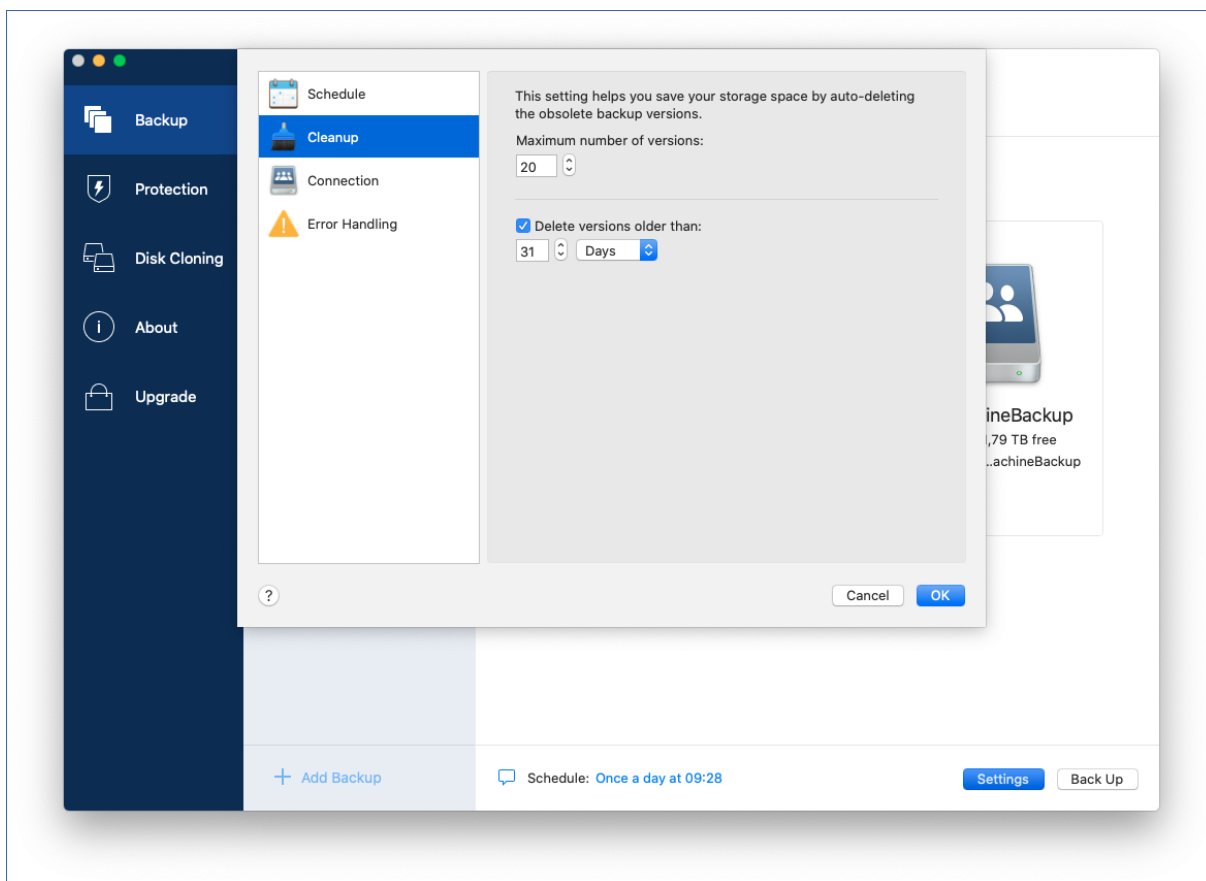 Backup
Protection
Disk Cloning
About
Upgrade
Schedule
Cleanup
Connection
Error Handling
This setting helps you save your storage space by auto-deleting
the obsolete backup versions.
Maximum number of versions:
20
Delete versions older than:
31 Days
?
Cancel OK
ineBackup
,79 TB free
...achineBackup
+ Add Backup
Schedule: Once a day at 09:28
Settings Back Up